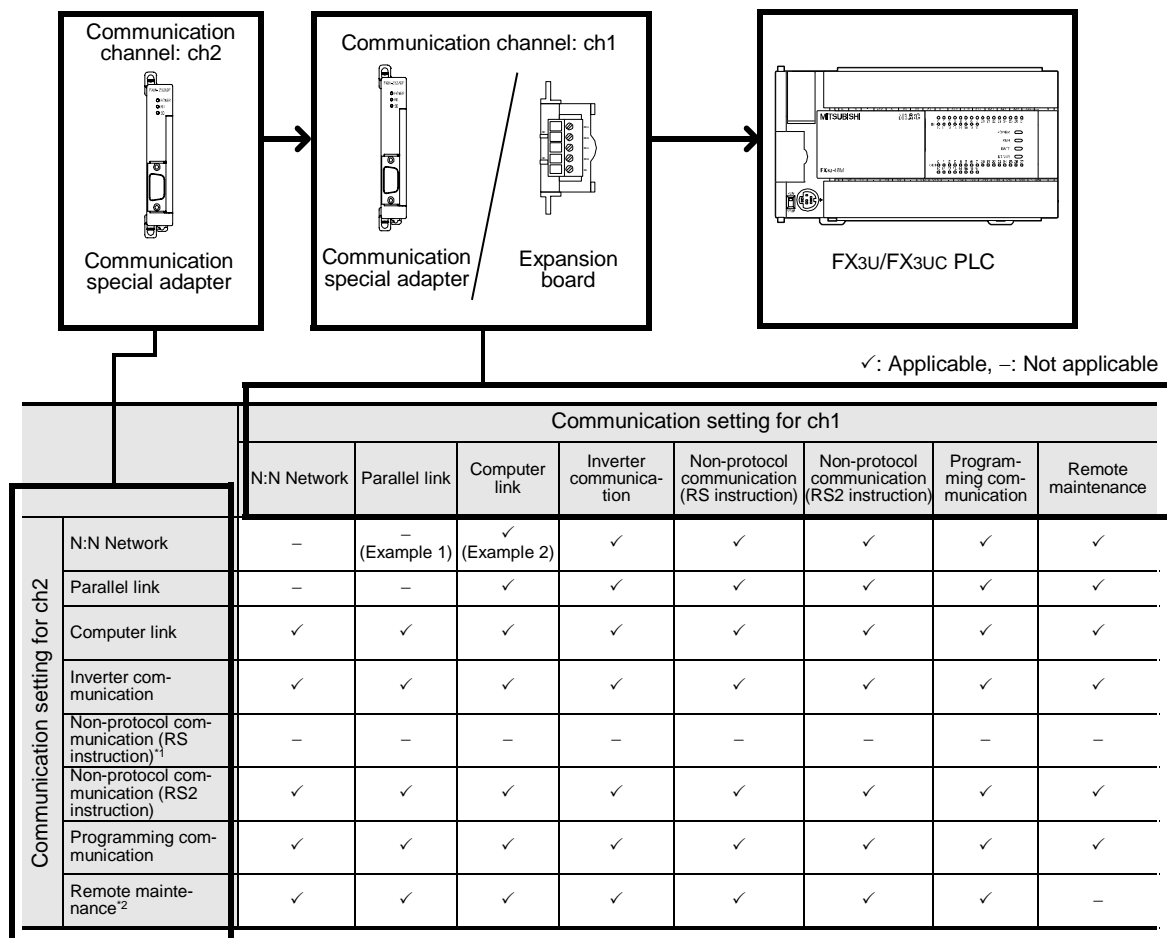 Communication
channel: ch2
Communication
special adapter
Communication channel: ch1
Communication
special adapter
Expansion
board
MITSUBISHI
FX3U/FX3UC PLC
✓: Applicable, –: Not applicable
Communication setting for ch1
N:N Network Parallel link Computer link Inverter communica-tion Non-protocol communication (RS instruction) Non-protocol communication (RS2 instruction) Program-ming com-munication Remote maintenance
Communication setting for ch2
N:N Network – – (Example 1) ✓ (Example 2) ✓ ✓ ✓ ✓ ✓
Parallel link – – ✓ ✓ ✓ ✓ ✓ ✓
Computer link ✓ ✓ ✓ ✓ ✓ ✓ ✓ ✓
Inverter com-
munication ✓ ✓ ✓ ✓ ✓ ✓ ✓ ✓
Non-protocol com-
munication (RS
instruction)*1 – – – – – – – –
Non-protocol com-
munication (RS2
instruction) ✓ ✓ ✓ ✓ ✓ ✓ ✓ ✓
Programming com-
munication ✓ ✓ ✓ ✓ ✓ ✓ ✓ ✓
Remote mainte-
nance*2 ✓ ✓ ✓ ✓ ✓ ✓ ✓ –